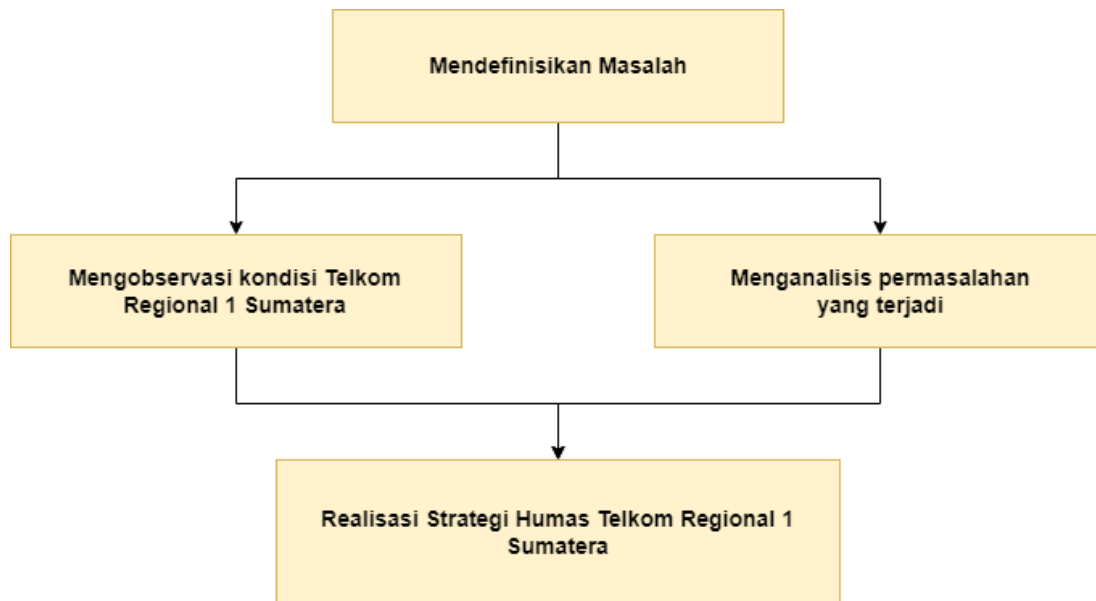 Mendefinisikan Masalah
Mengobservasi kondisi Telkom
Regional 1 Sumatera
Menganalisis permasalahan
yang terjadi
Realisasi Strategi Humas Telkom Regional 1
Sumatera